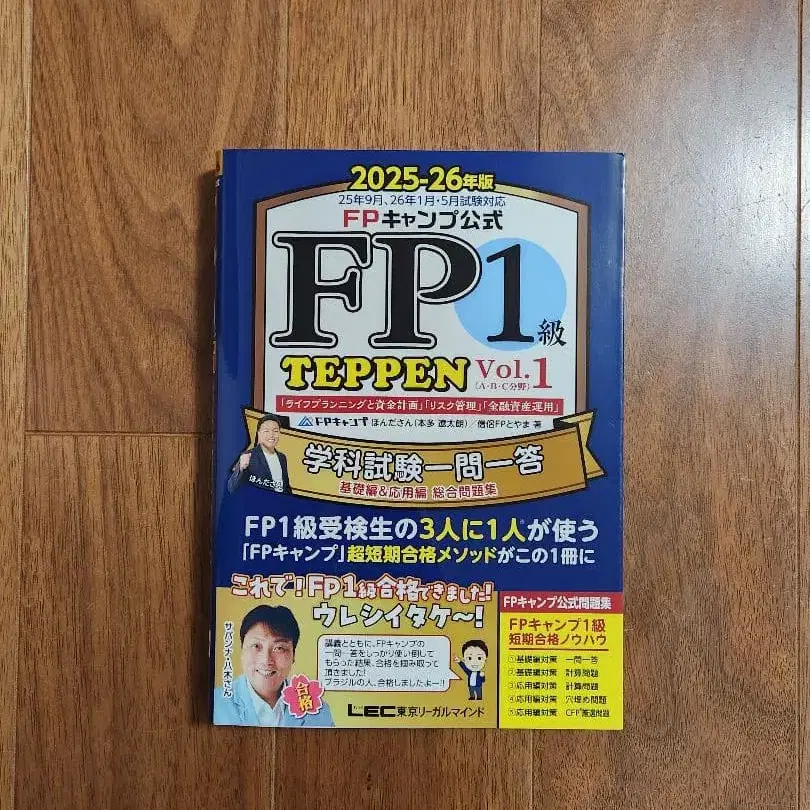 2025-26年版
25年9月、26年1月・5月試験対応
FPキャンプ公式
FP1級
TEPPEN Vol.1
(A・B・C分野)
「ライフプランニングと資金計画」「リスク管理」「金融資産運用」
FPキャンプ ほんださん(本多 遼太朗)/僧侶FPとやま 著
ほんださん
学科試験一問一答
基礎編&応用編 総合問題集
FP1級受検生の3人に1人が使う
「FPキャンプ」超短期合格メソッドがこの1冊に
これで!FP1級合格できました!
ウレシイタケ〜!
サバンナ・八木さん
講義とともに、FPキャンプの
一問一答をしっかり使い倒して
もらった結果、合格を掴み取って
頂きました!
ブラジルの人、合格しましたよー!!
合格
LEC東京リーガルマインド
FPキャンプ公式問題集
FPキャンプ1級
短期合格ノウハウ
①基礎編対策 一問一答
②基礎編対策 計算問題
③応用編対策 計算問題
④応用編対策 穴埋め問題
⑤応用編対策 CFP®厳選問題